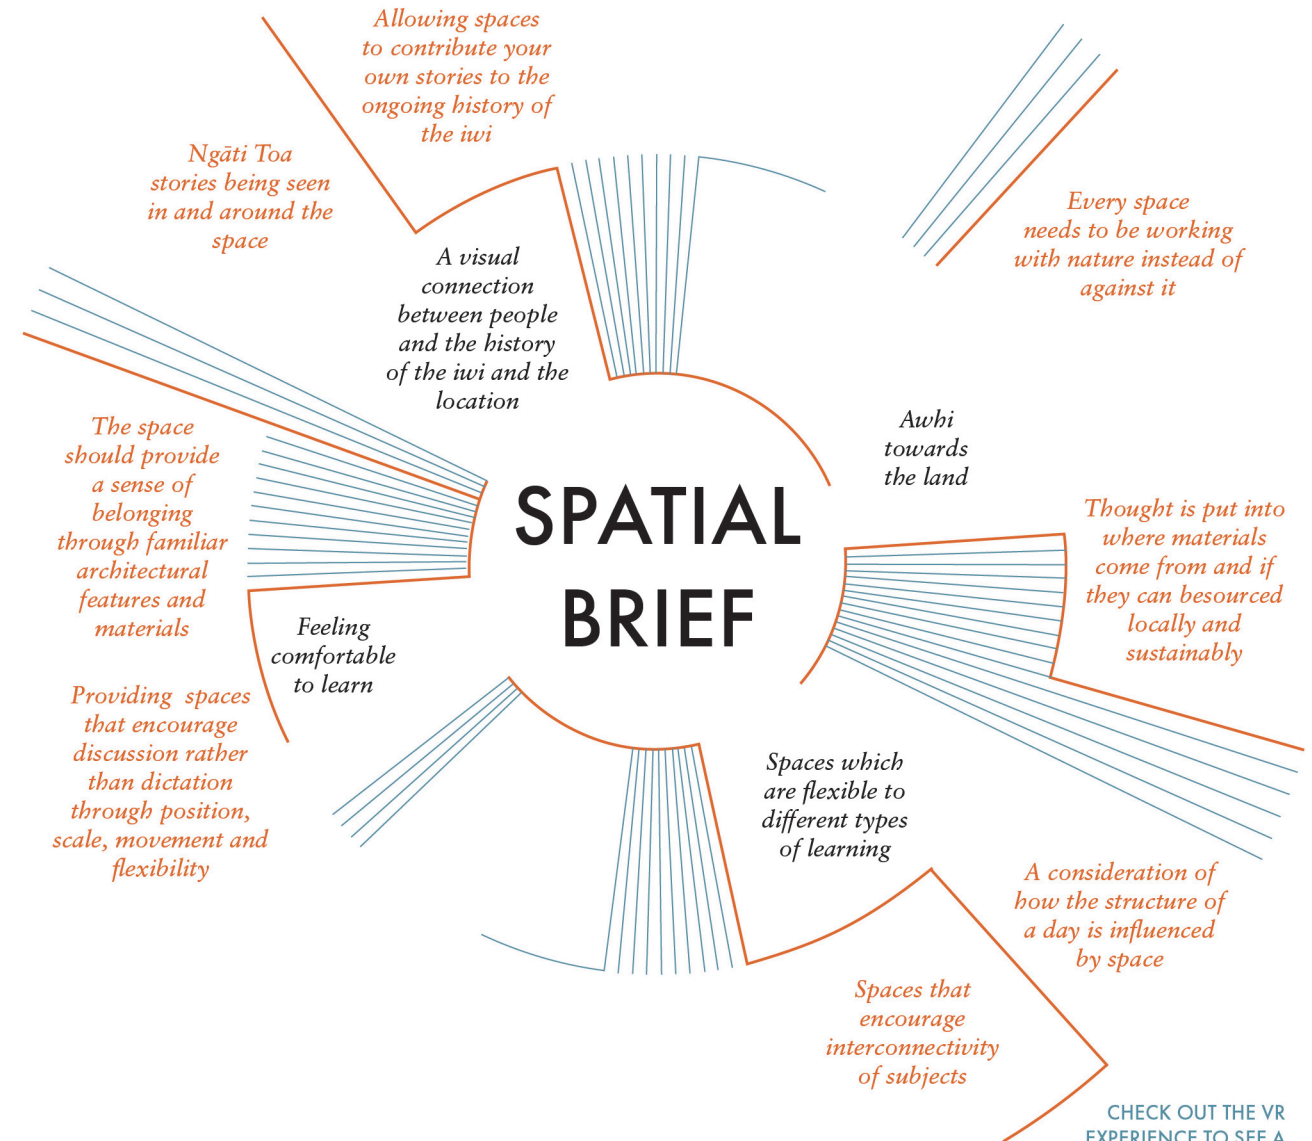 Allowing spaces
to contribute your
own stories to the
ongoing history of
the iwi
Ngāti Toa
stories being seen
in and around the
space
A visual
connection
between people
and the history
of the iwi and the
location
Every space
needs to be working
with nature instead of
against it
Awhi
towards
the land
SPATIAL
BRIEF
The space
should provide
a sense of
belonging
through familiar
architectural
features and
materials
Feeling
comfortable
to learn
Providing spaces
that encourage
discussion rather
than dictation
through position,
scale, movement and
flexibility
Thought is put into
where materials
come from and if
they can besourced
locally and
sustainably
Spaces which
are flexible to
different types
of learning
A consideration of
how the structure of
a day is influenced
by space
Spaces that
encourage
interconnectivity
of subjects
CHECK OUT THE VR
EXPERIENCE TO SEE A